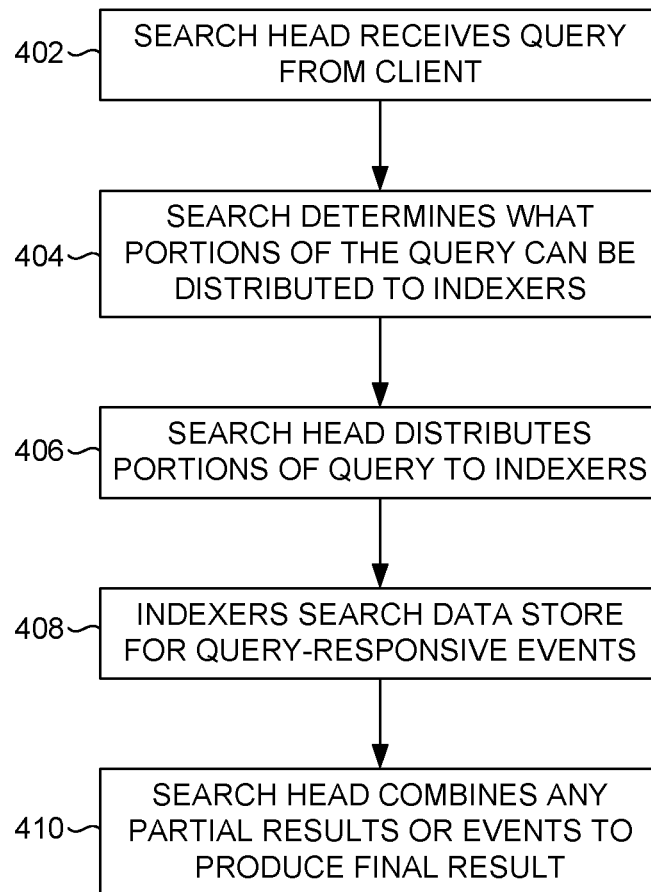 402
SEARCH HEAD RECEIVES QUERY
FROM CLIENT
404
SEARCH DETERMINES WHAT
PORTIONS OF THE QUERY CAN BE
DISTRIBUTED TO INDEXERS
406
SEARCH HEAD DISTRIBUTES
PORTIONS OF QUERY TO INDEXERS
408
INDEXERS SEARCH DATA STORE
FOR QUERY-RESPONSIVE EVENTS
410
SEARCH HEAD COMBINES ANY
PARTIAL RESULTS OR EVENTS TO
PRODUCE FINAL RESULT